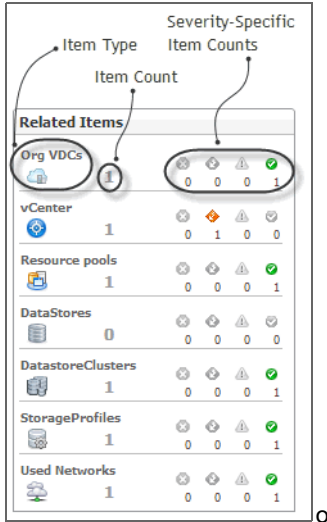 Severity-Specific
Item Type Item Counts
Item Count
Related Items
Org VDCs
1 0 0 0 1
vCenter
1 0 1 0 0
Resource pools
1 0 0 0 1
DataStores
0 0 0 0 0
DatastoreClusters
1 0 0 0 1
StorageProfiles
1 0 0 0 1
Used Networks
1 0 0 0 1
o